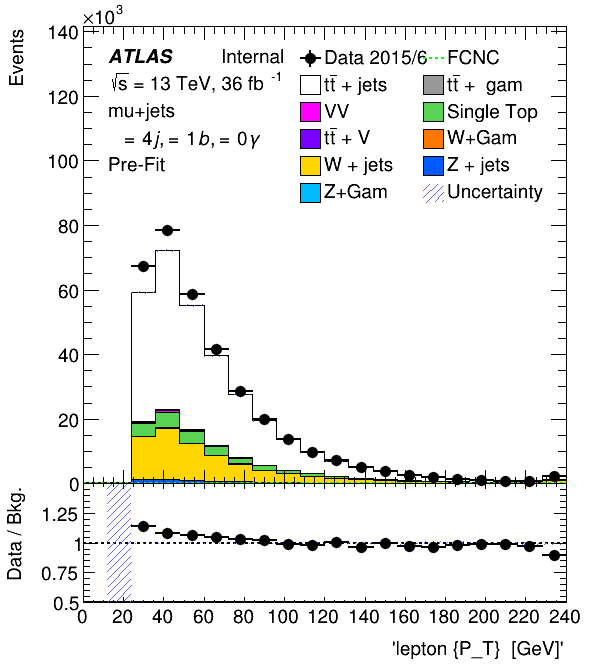 ×10³
Events
140
120
100
80
60
40
20
0
ATLAS Internal
√s = 13 TeV, 36 fb⁻¹
mu+jets
= 4j, = 1b, = 0γ
Pre-Fit
Data 2015/6 FCNC
tt̄ + jets tt̄ + gam
VV Single Top
tt̄ + V W+Gam
W + jets Z + jets
Z+Gam Uncertainty
Data / Bkg.
1.25
1
0.75
0.5
0 20 40 60 80 100 120 140 160 180 200 220 240
'lepton {P_T} [GeV]'